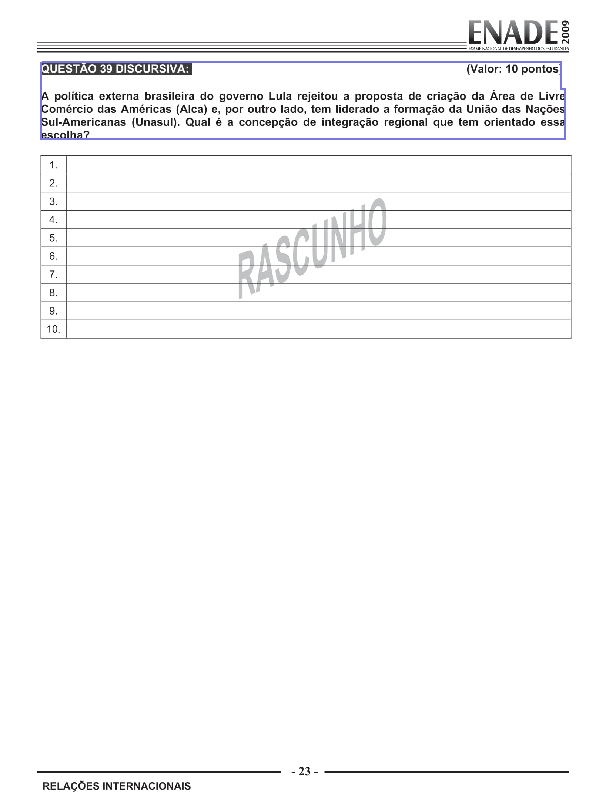 ENADE 2009
EXAME NACIONAL DE DESEMPENHO DOS ESTUDANTES
QUESTÃO 39 DISCURSIVA: (Valor: 10 pontos
A política externa brasileira do governo Lula rejeitou a proposta de criação da Área de Livre
Comércio das Américas (Alca) e, por outro lado, tem liderado a formação da União das Nações
Sul-Americanas (Unasul). Qual é a concepção de integração regional que tem orientado essa
escolha?
1.
2.
3.
4.
5.
6.
7.
8.
9.
10.
RASCUNHO
- 23 -
RELAÇÕES INTERNACIONAIS